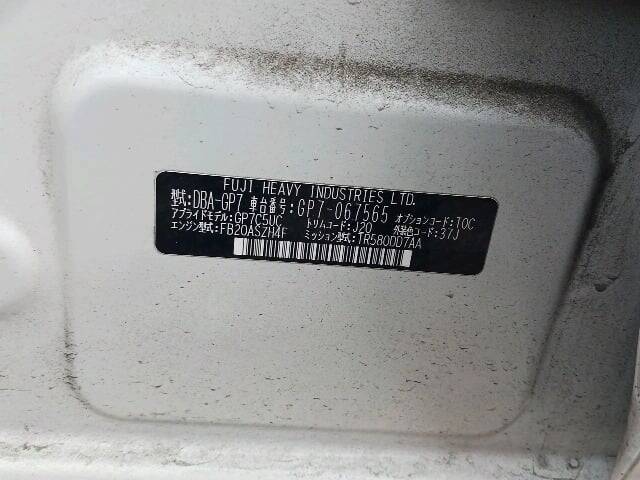 FUJI HEAVY INDUSTRIES LTD.
型式:DBA-GP7 車台番号:GP7-067565 オプションコード:TOC
アプライドモデル:GP7C5UC トリムコード:J20 外装色コード:37J
エンジン型式:FB20ASZH4F ミッション型式:TR580DD7AA